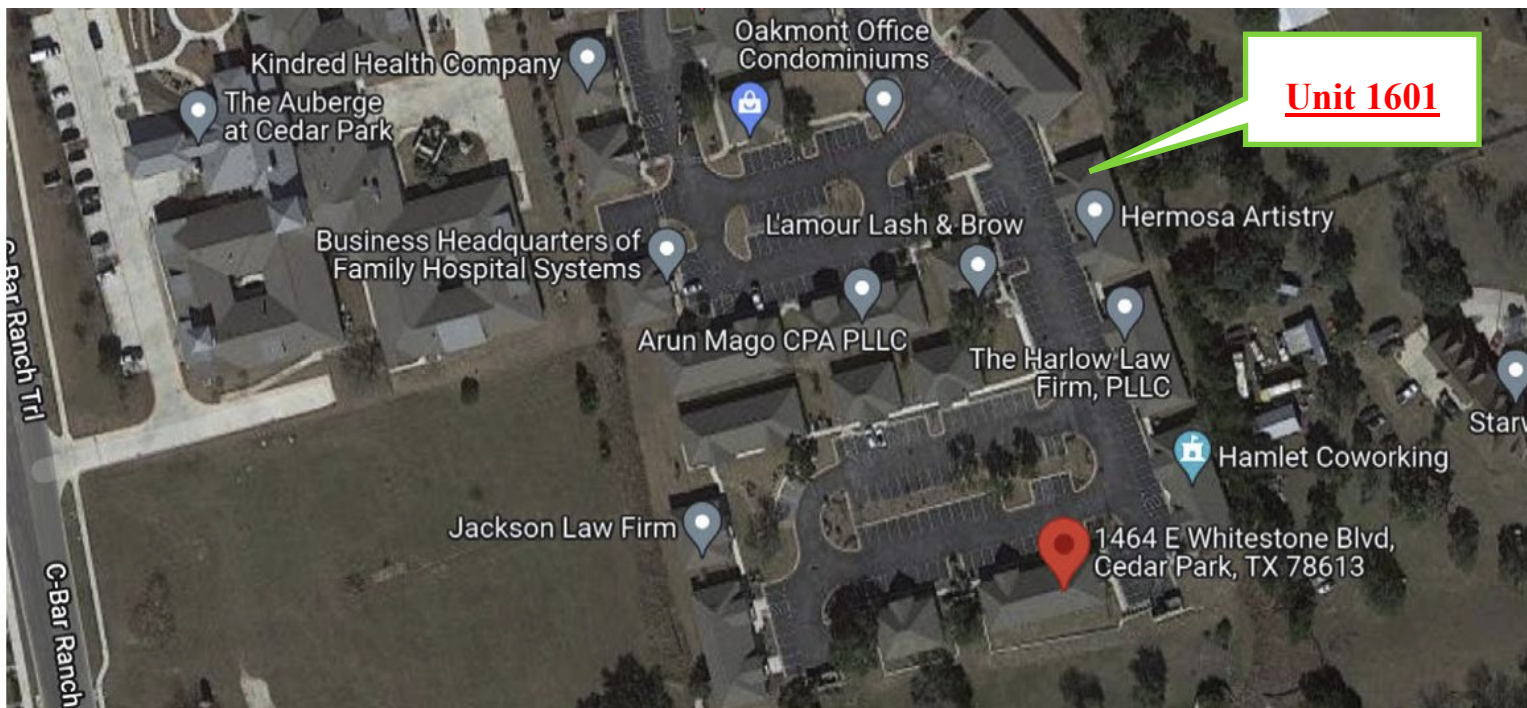 Oakmont Office
Condominiums
Kindred Health Company
The Auberge
at Cedar Park
Unit 1601
Hermosa Artistry
L'amour Lash & Brow
Business Headquarters of
Family Hospital Systems
C-Bar Ranch Trl
Arun Mago CPA PLLC
The Harlow Law
Firm, PLLC
Starw
Hamlet Coworking
Jackson Law Firm
1464 E Whitestone Blvd,
Cedar Park, TX 78613
C-Bar Ranch